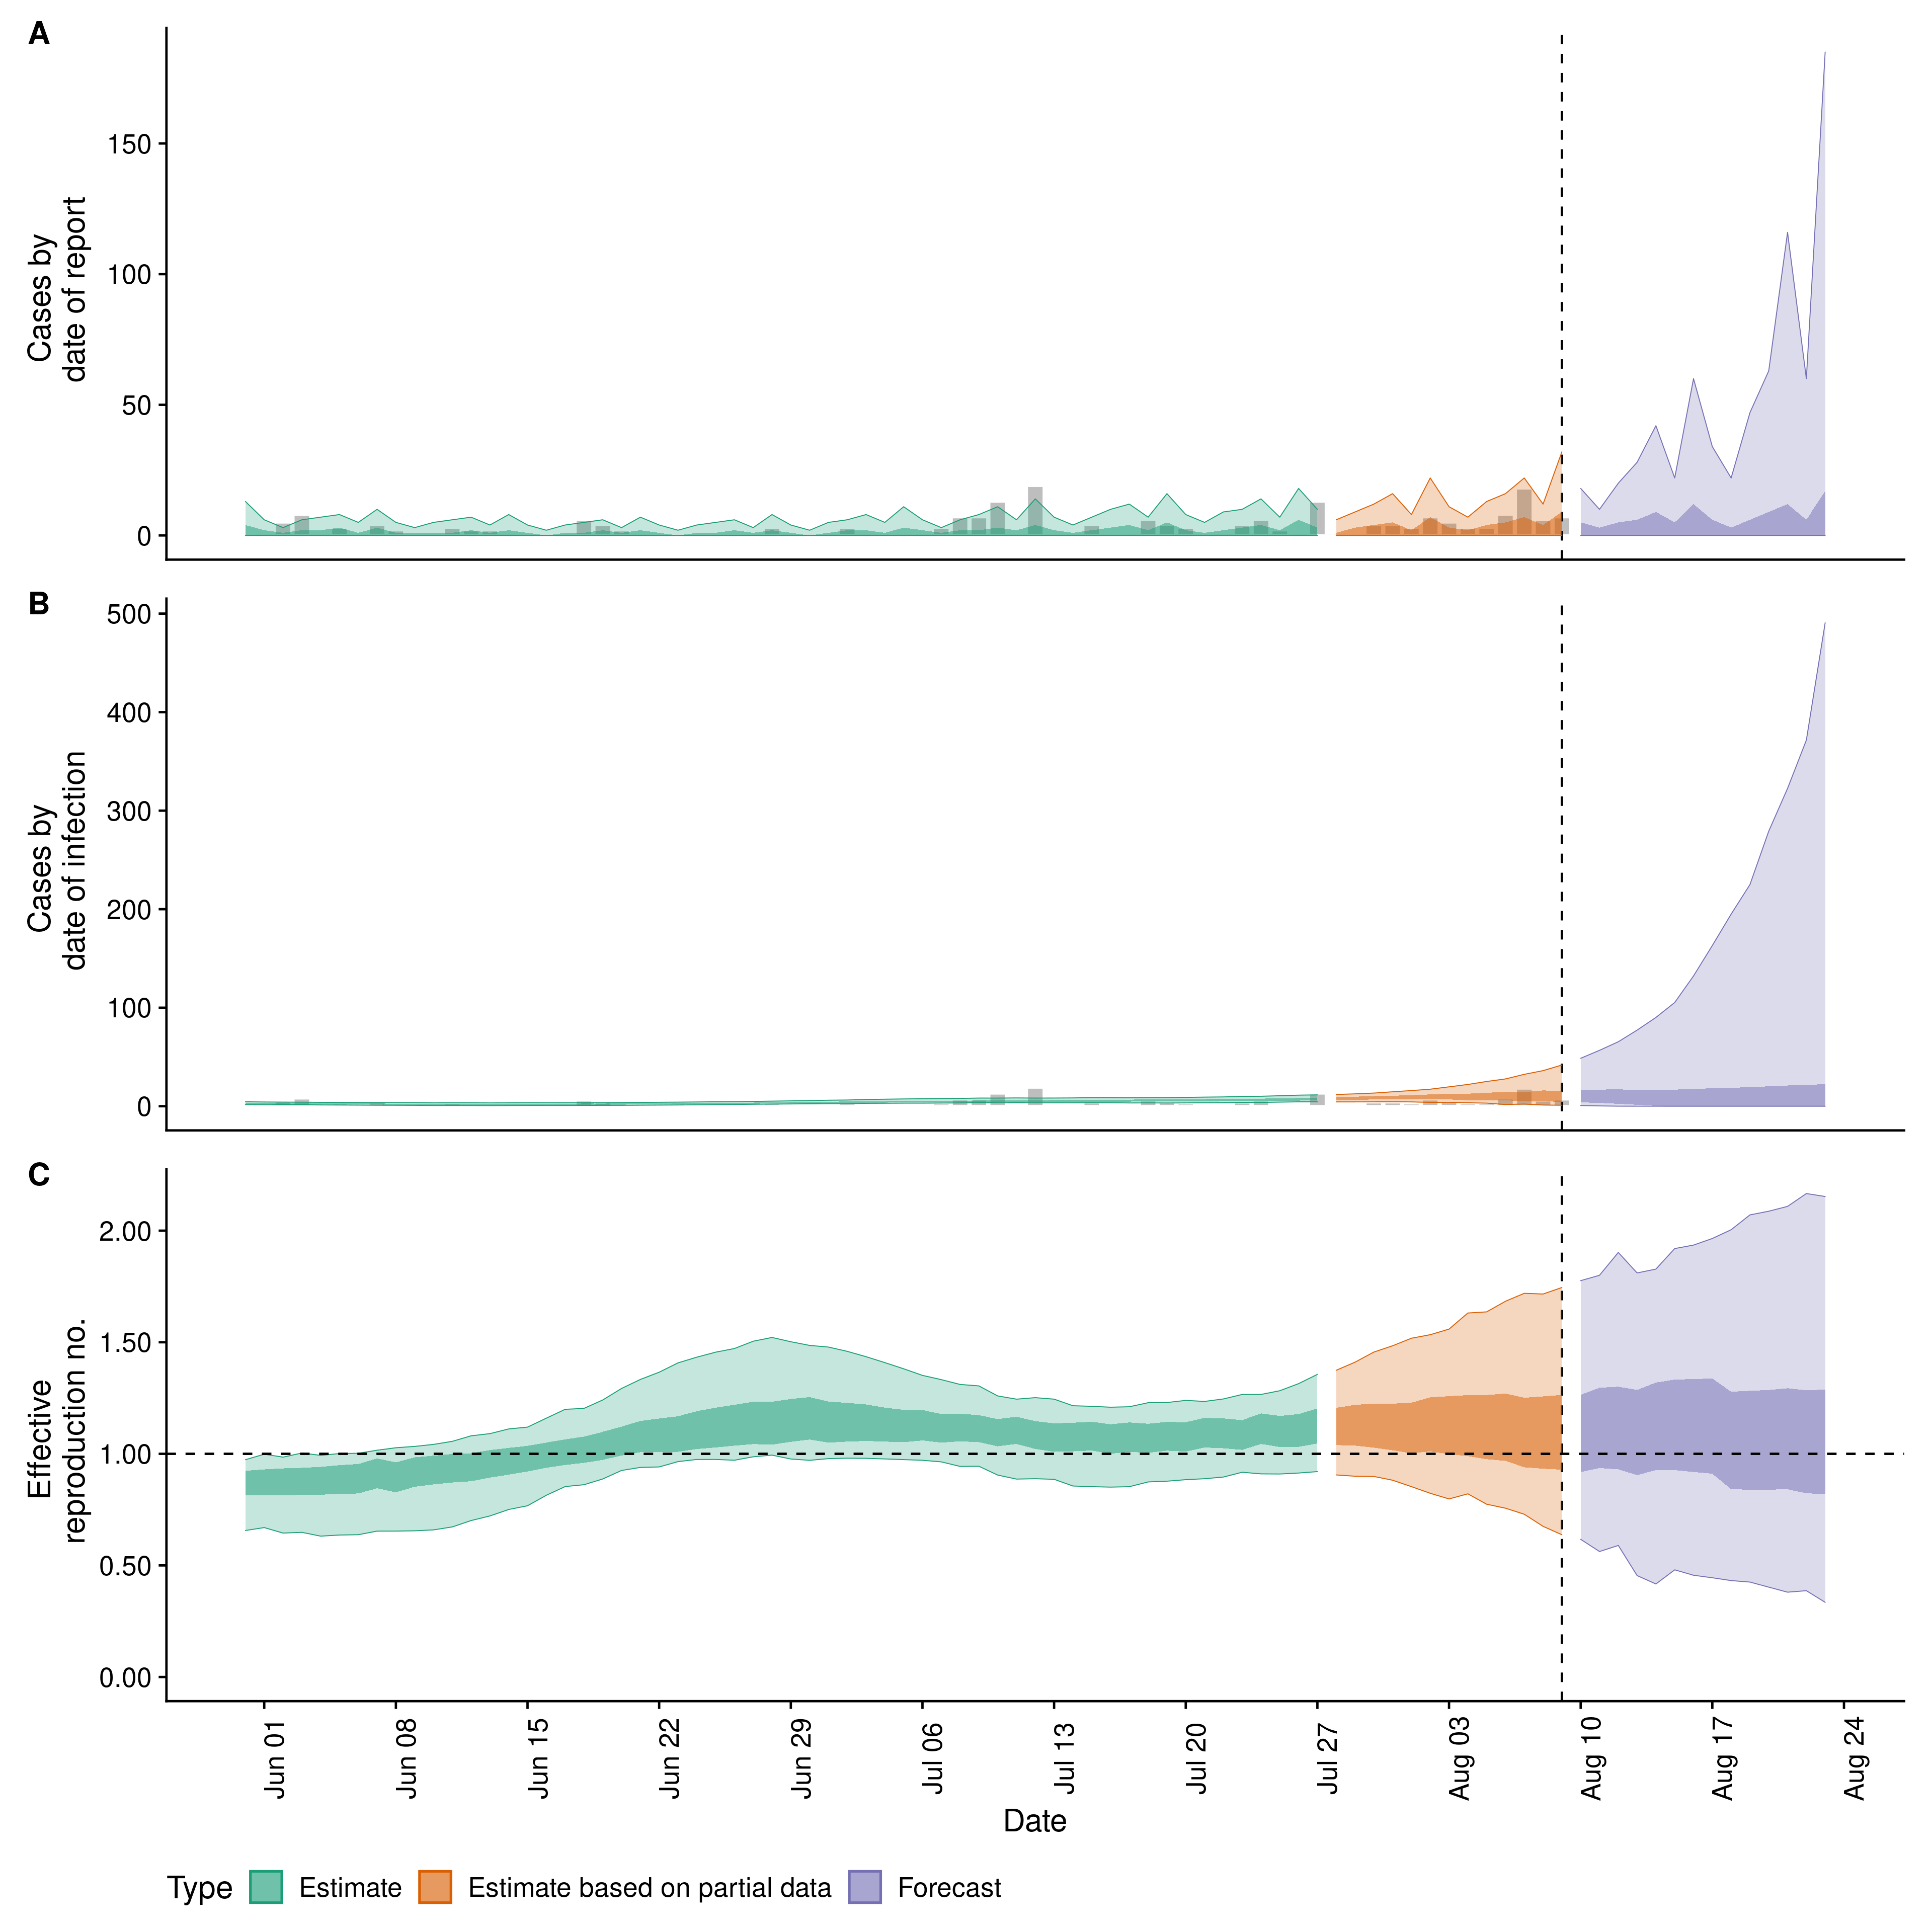 A
Cases by
date of report
150
100
50
0
B
Cases by
date of infection
500
400
300
200
100
0
C
Effective
reproduction no.
2.00
1.50
1.00
0.50
0.00
Jun 01
Jun 08
Jun 15
Jun 22
Jun 29
Jul 06
Jul 13
Jul 20
Jul 27
Aug 03
Aug 10
Aug 17
Aug 24
Date
Type Estimate Estimate based on partial data Forecast